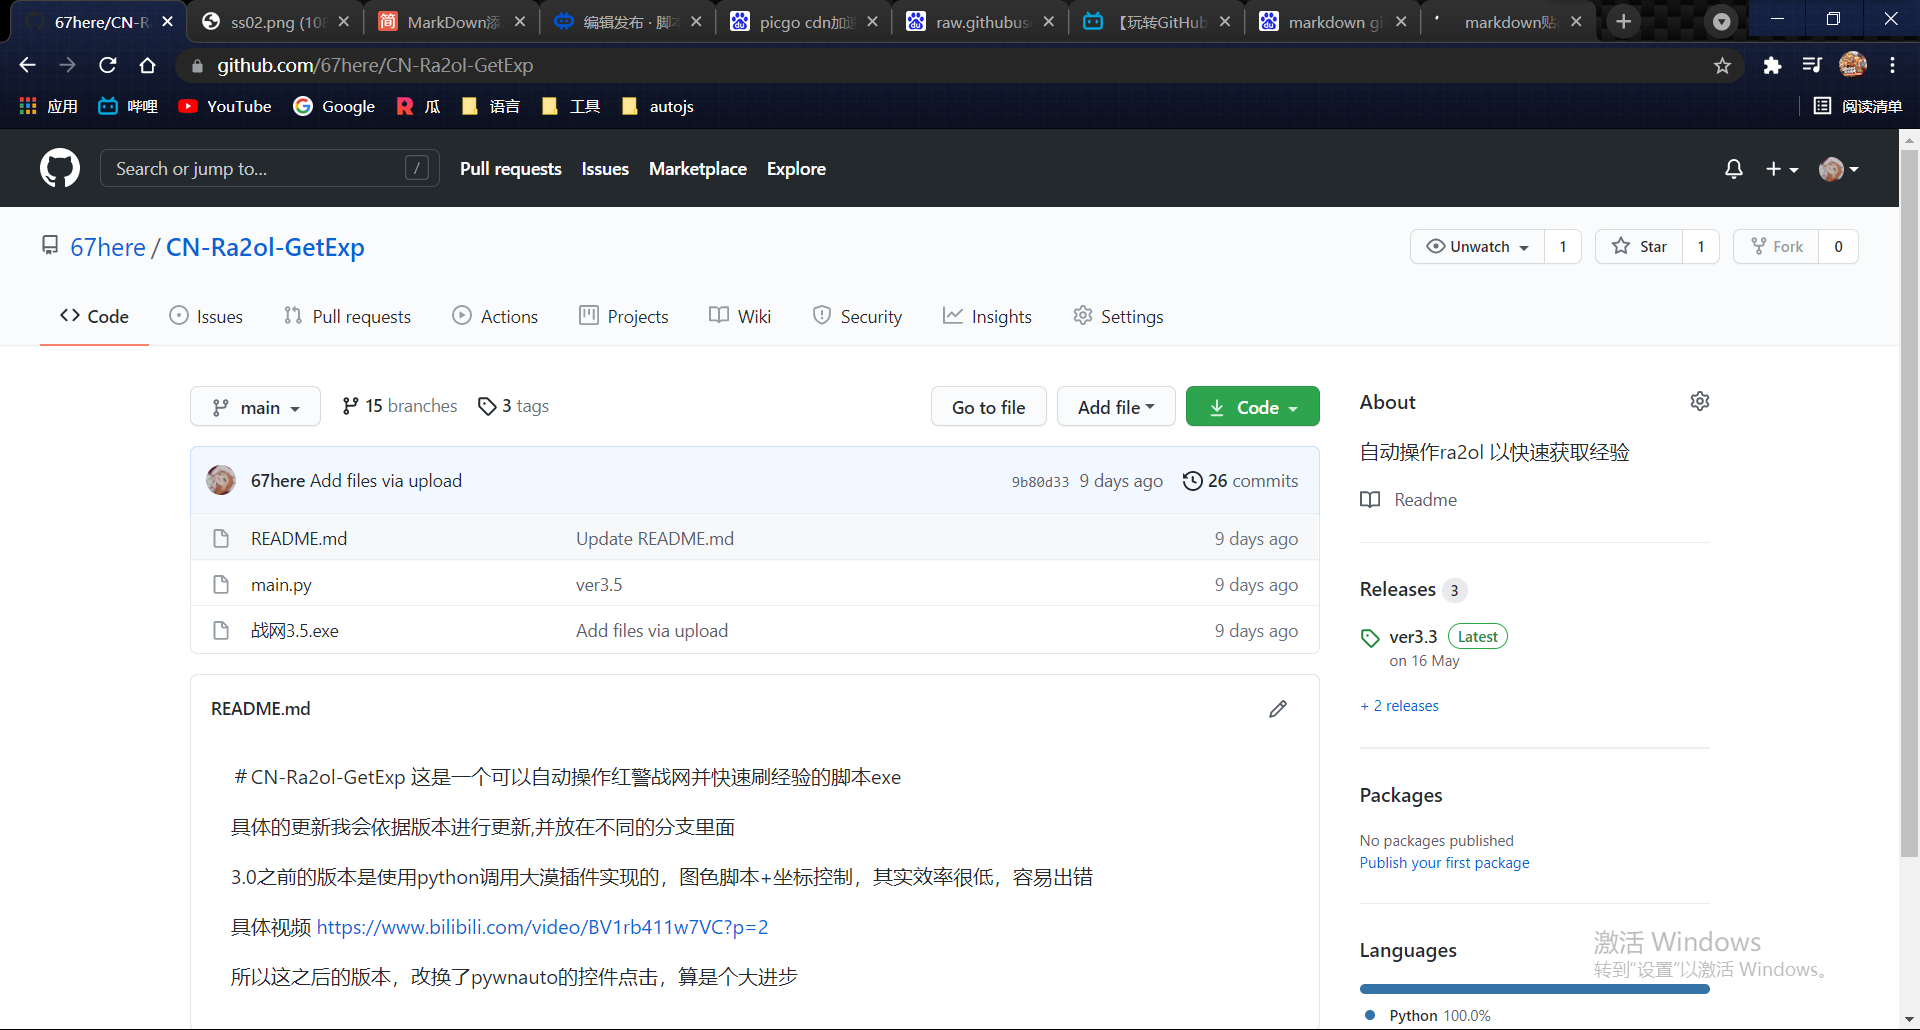 67here/CN-R
ss02.png (108
MarkDown添
编辑发布 · 脚本
picgo cdn加速
raw.githubus
【玩转GitHub
markdown gi
markdown贴
github.com/67here/CN-Ra2ol-GetExp
应用
哔哩
YouTube
Google
瓜
语言
工具
autojs
阅读清单
Search or jump to...
/
Pull requests
Issues
Marketplace
Explore
67here / CN-Ra2ol-GetExp
Unwatch
1
Star
1
Fork
0
Code
Issues
Pull requests
Actions
Projects
Wiki
Security
Insights
Settings
main
15 branches
3 tags
Go to file
Add file
Code
67here Add files via upload
9b80d33 9 days ago
26 commits
README.md
Update README.md
9 days ago
main.py
ver3.5
9 days ago
战网3.5.exe
Add files via upload
9 days ago
README.md
＃CN-Ra2ol-GetExp 这是一个可以自动操作红警战网并快速刷经验的脚本exe
具体的更新我会依据版本进行更新,并放在不同的分支里面
3.0之前的版本是使用python调用大漠插件实现的，图色脚本+坐标控制，其实效率很低，容易出错
具体视频 https://www.bilibili.com/video/BV1rb411w7VC?p=2
所以这之后的版本，改换了pywnauto的控件点击，算是个大进步
About
自动操作ra2ol 以快速获取经验
Readme
Releases 3
ver3.3 Latest
on 16 May
+ 2 releases
Packages
No packages published
Publish your first package
Languages
Python 100.0%
激活 Windows
转到“设置”以激活 Windows。